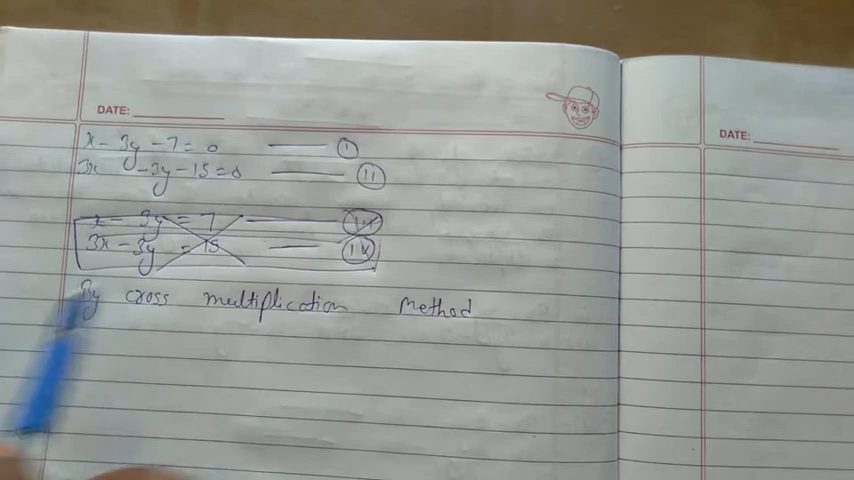 DATE:
x - 3y - 7 = 0 —— (I)
3x - 3y - 15 = 0 —— (II)
x - 3y = 7 —— (III)
3x - 3y = 15 —— (IV)
By cross multiplication Method
DATE: